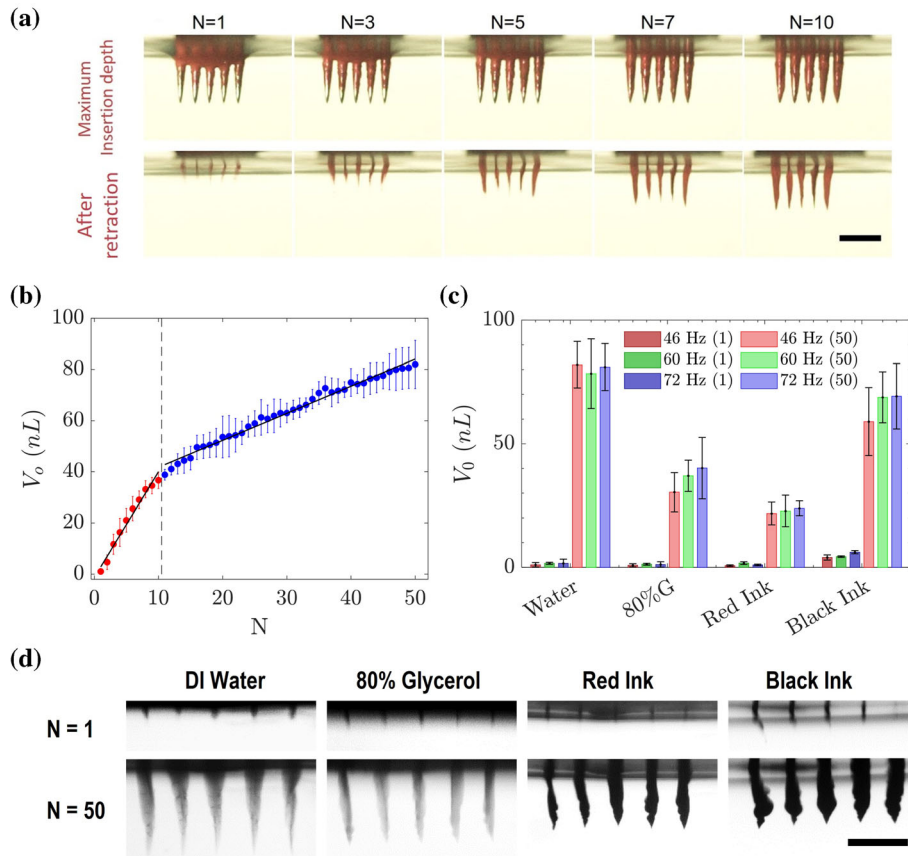 (a)
N=1 N=3 N=5 N=7 N=10
Maximum
Insertion depth
After
retraction
(b)
100
80
60
40
20
0
V_o (nL)
0 10 20 30 40 50
N
(c)
100
50
0
V_0 (nL)
46 Hz (1) 46 Hz (50)
60 Hz (1) 60 Hz (50)
72 Hz (1) 72 Hz (50)
Water 80%G Red Ink Black Ink
(d)
DI Water 80% Glycerol Red Ink Black Ink
N = 1
N = 50